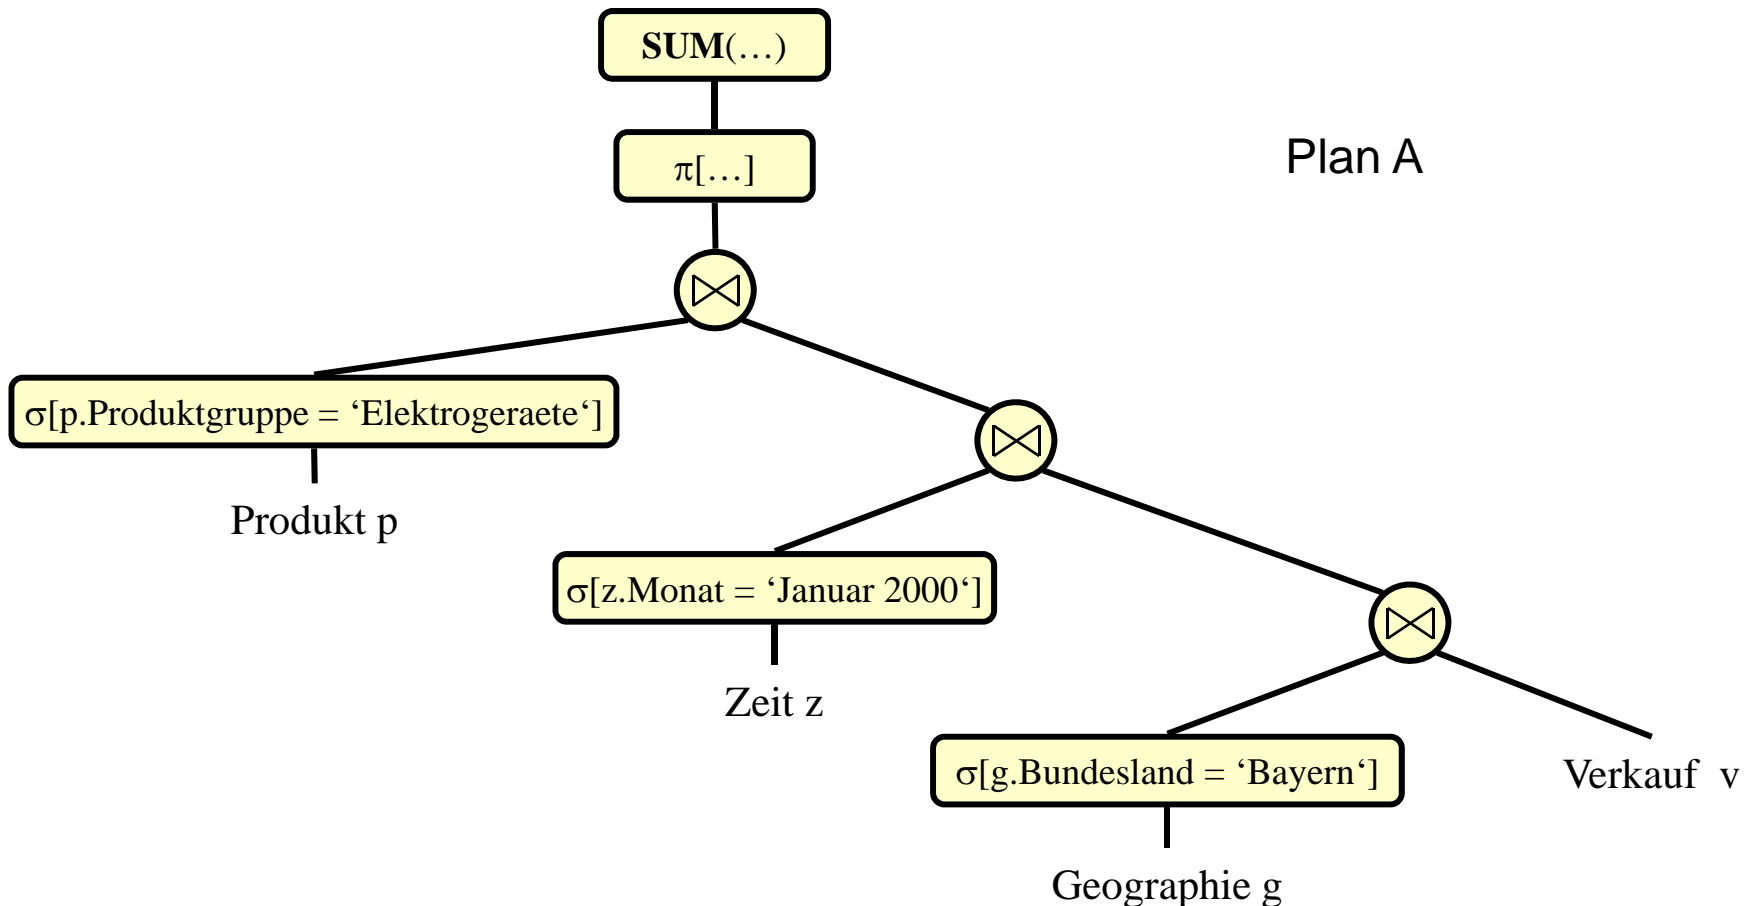 SUM(…)
Plan A
π[…]
σ[p.Produktgruppe = ‘Elektrogeraete‘]
Produkt p
σ[z.Monat = ‘Januar 2000‘]
Zeit z
σ[g.Bundesland = ‘Bayern‘]
Verkauf v
Geographie g